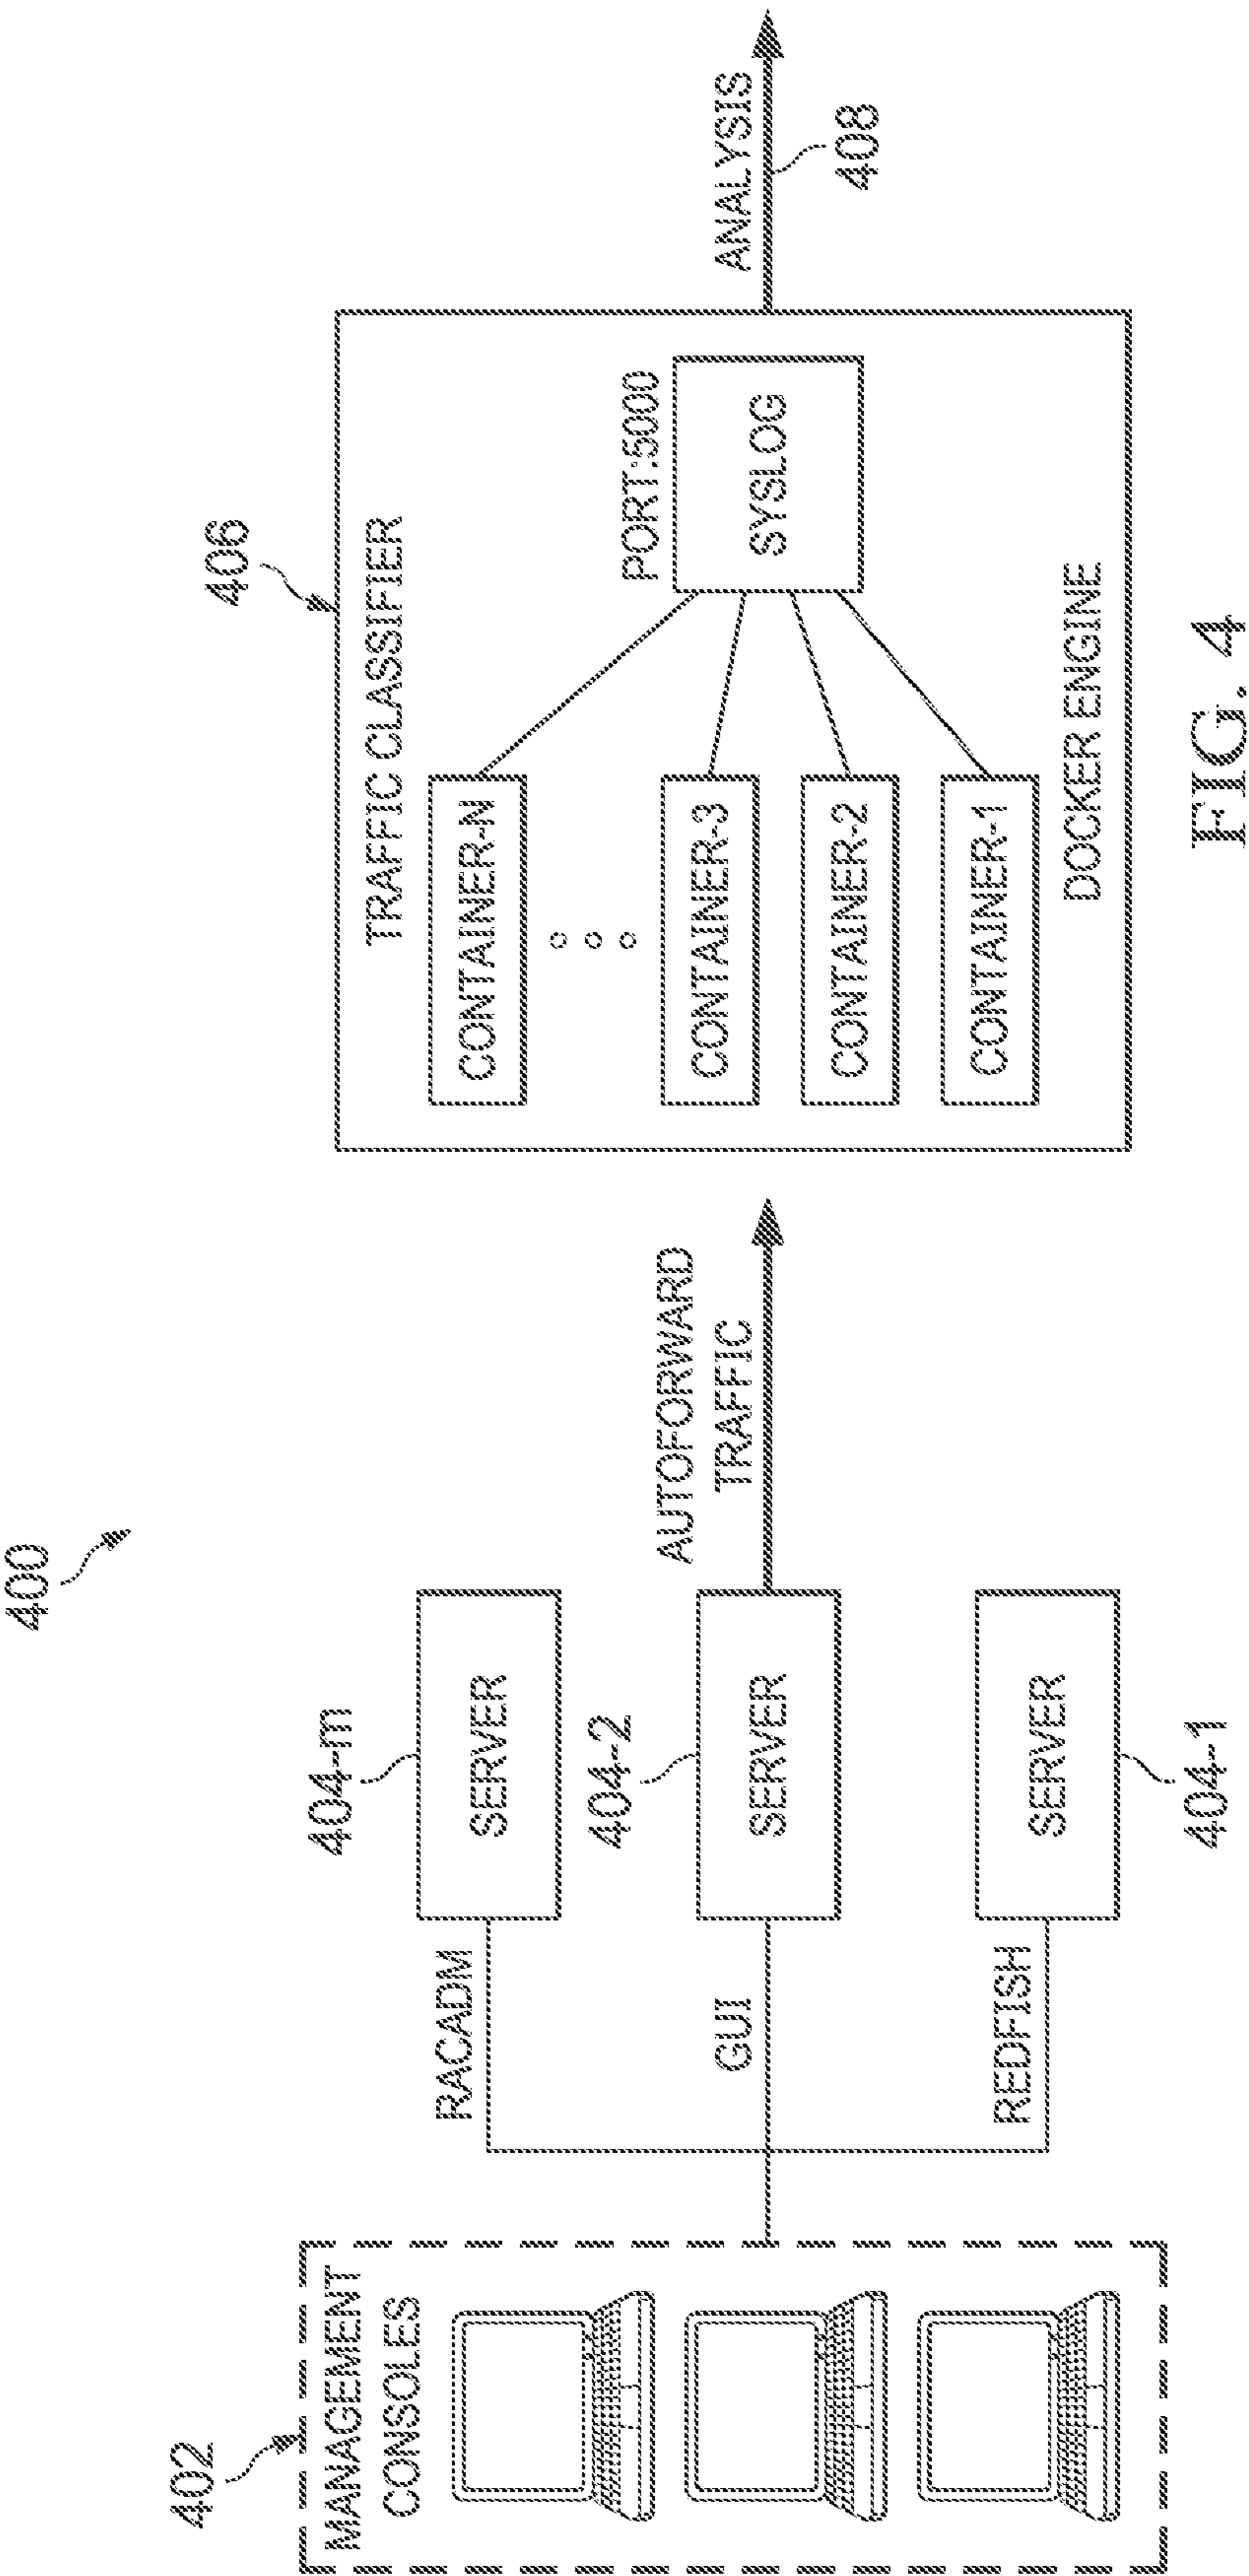 400
402
MANAGEMENT
CONSOLES
RACADM
GUI
REDFISH
404-m
SERVER
404-2
SERVER
SERVER
404-1
AUTOFORWARD
TRAFFIC
406
TRAFFIC CLASSIFIER
CONTAINER-N
CONTAINER-3
CONTAINER-2
CONTAINER-1
PORT:5000
SYSLOG
DOCKER ENGINE
ANALYSIS
408
FIG. 4